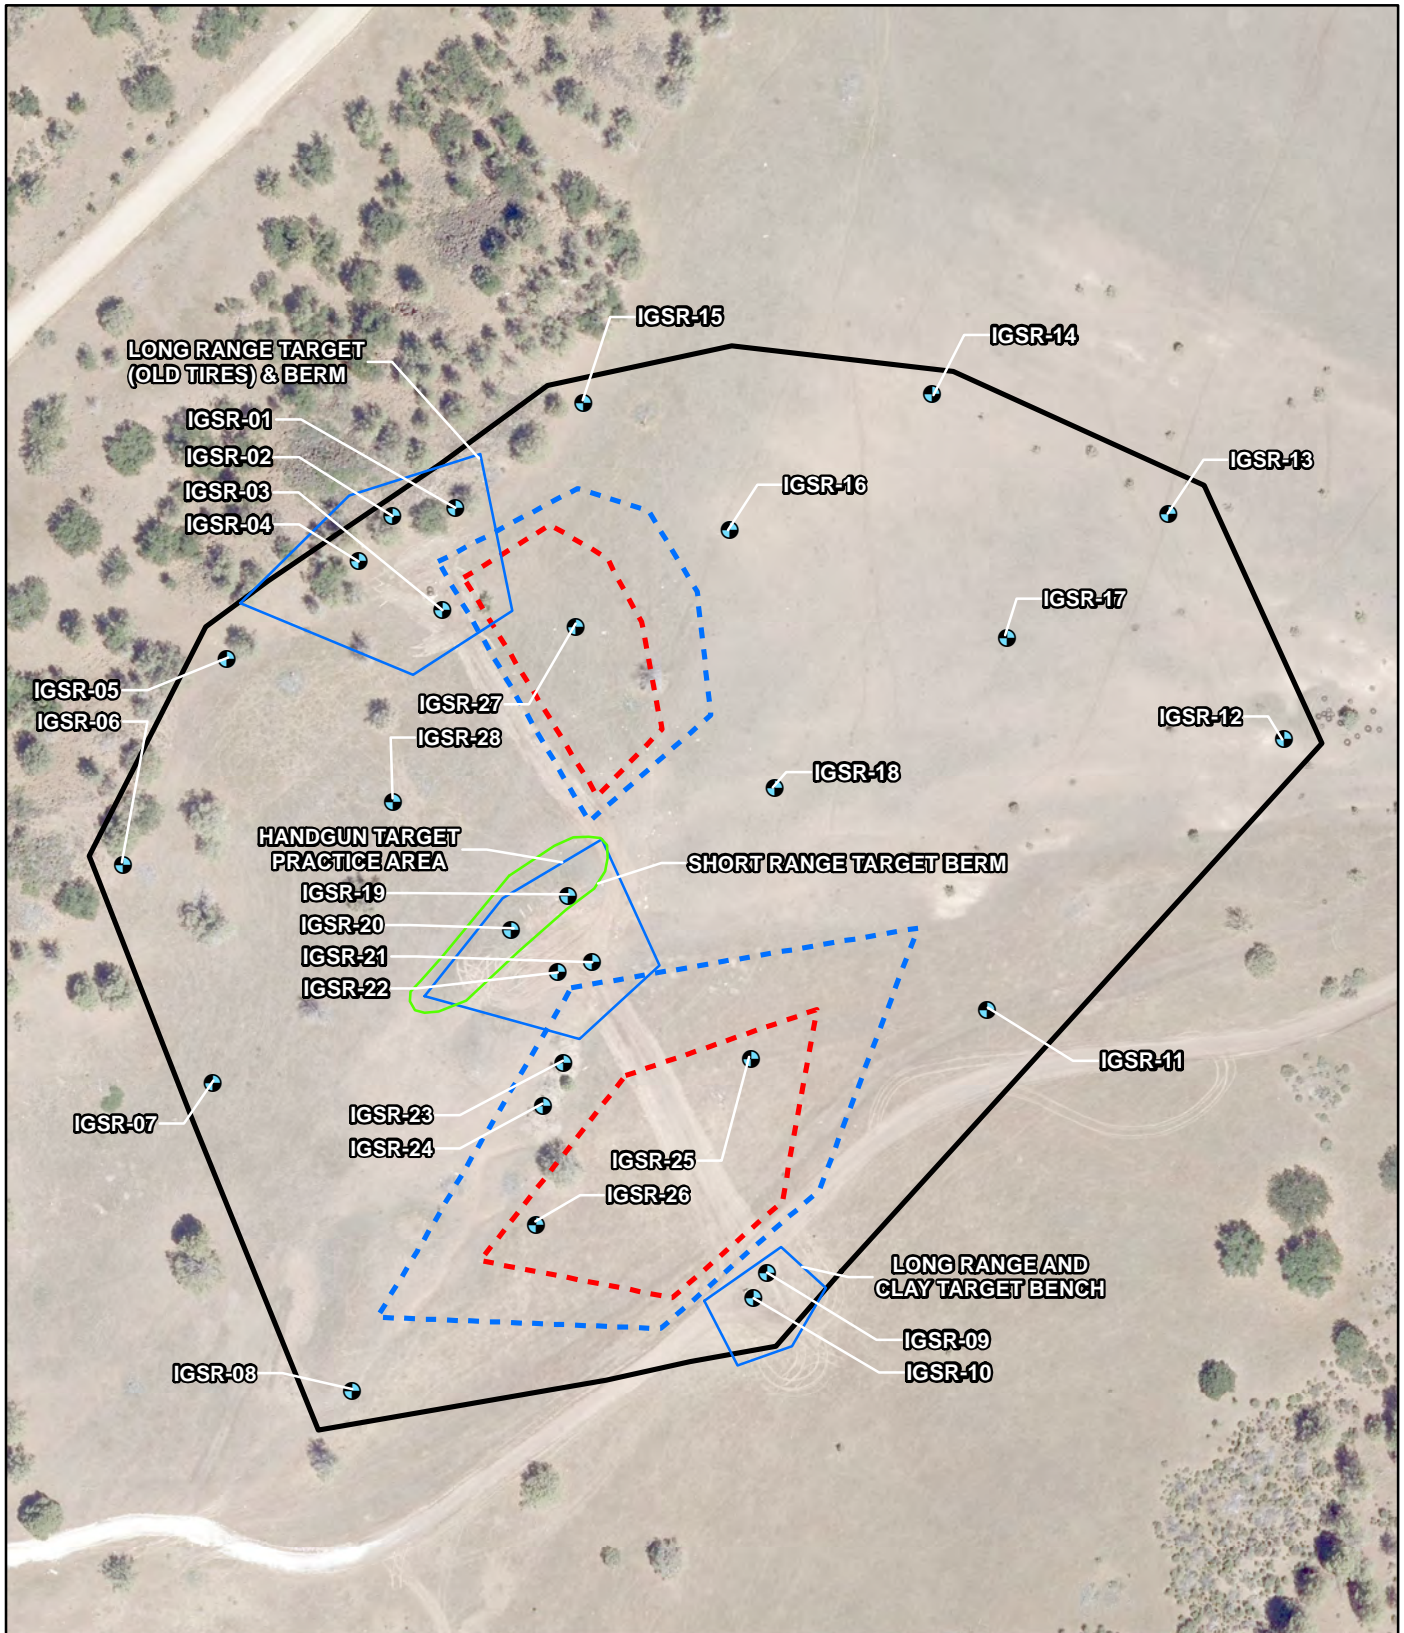 IGSR-15
IGSR-14
LONG RANGE TARGET
(OLD TIRES) & BERM
IGSR-01
IGSR-02
IGSR-03
IGSR-04
IGSR-13
IGSR-16
IGSR-17
IGSR-05
IGSR-06
IGSR-27
IGSR-28
IGSR-12
IGSR-18
HANDGUN TARGET
PRACTICE AREA
SHORT RANGE TARGET BERM
IGSR-19
IGSR-20
IGSR-21
IGSR-22
IGSR-11
IGSR-07
IGSR-23
IGSR-24
IGSR-25
IGSR-26
LONG RANGE AND
CLAY TARGET BENCH
IGSR-09
IGSR-10
IGSR-08